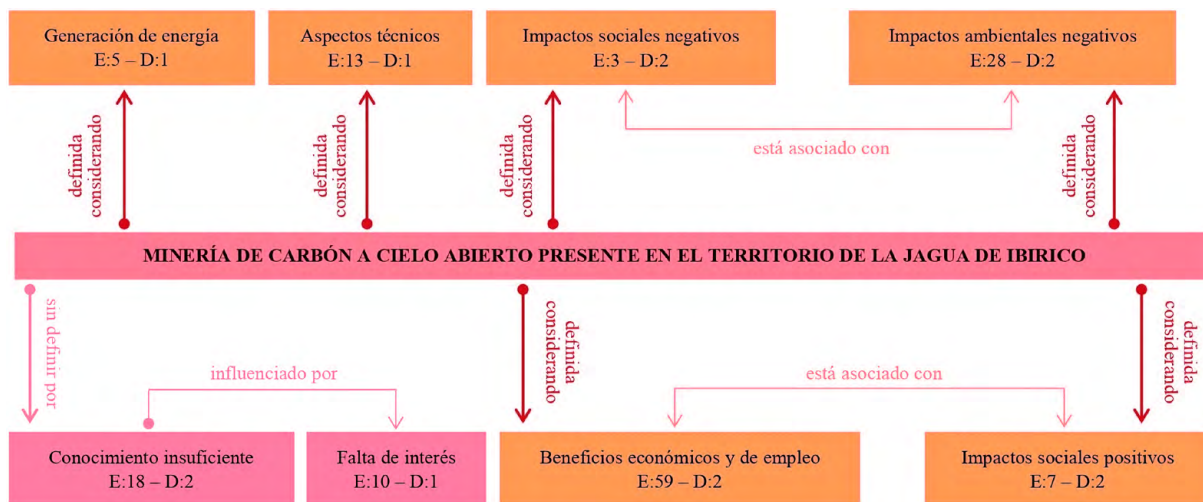 Generación de energía
E:5 – D:1
Aspectos técnicos
E:13 – D:1
Impactos sociales negativos
E:3 – D:2
Impactos ambientales negativos
E:28 – D:2
definida
considerando
definida
considerando
definida
considerando
está asociado con
definida
considerando
MINERÍA DE CARBÓN A CIELO ABIERTO PRESENTE EN EL TERRITORIO DE LA JAGUA DE IBIRICO
sin definir por
influenciado por
definida
considerando
está asociado con
definida
considerando
Conocimiento insuficiente
E:18 – D:2
Falta de interés
E:10 – D:1
Beneficios económicos y de empleo
E:59 – D:2
Impactos sociales positivos
E:7 – D:2